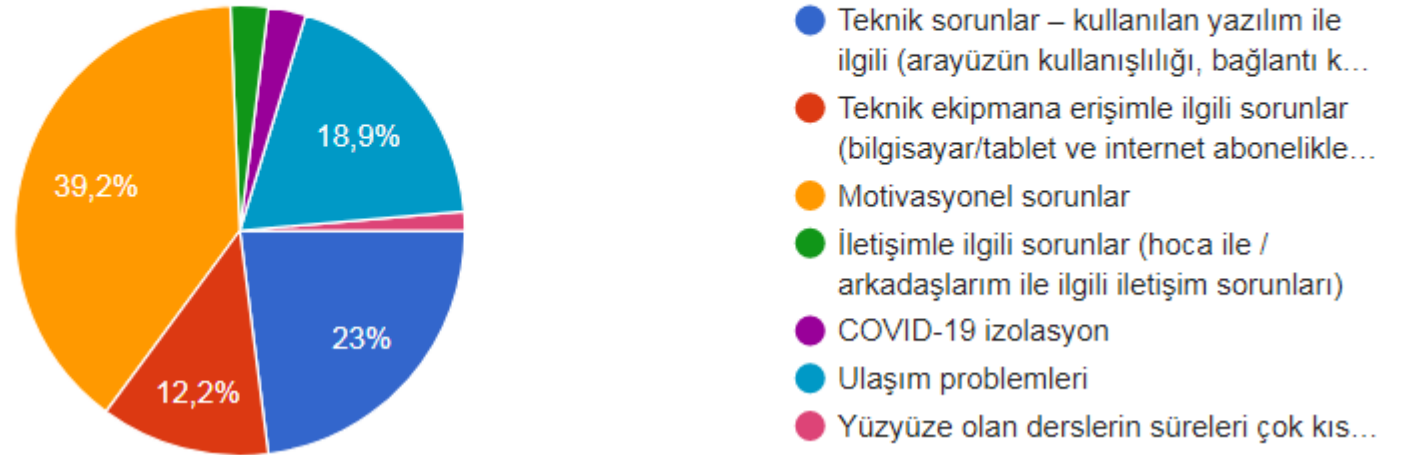 39,2%
18,9%
12,2%
23%
Teknik sorunlar – kullanılan yazılım ile
ilgili (arayüzün kullanışlılığı, bağlantı k…
Teknik ekipmana erişimle ilgili sorunlar
(bilgisayar/tablet ve internet abonelikle…
Motivasyonel sorunlar
İletişimle ilgili sorunlar (hoca ile /
arkadaşlarım ile ilgili iletişim sorunları)
COVID-19 izolasyon
Ulaşım problemleri
Yüzyüze olan derslerin süreleri çok kıs…